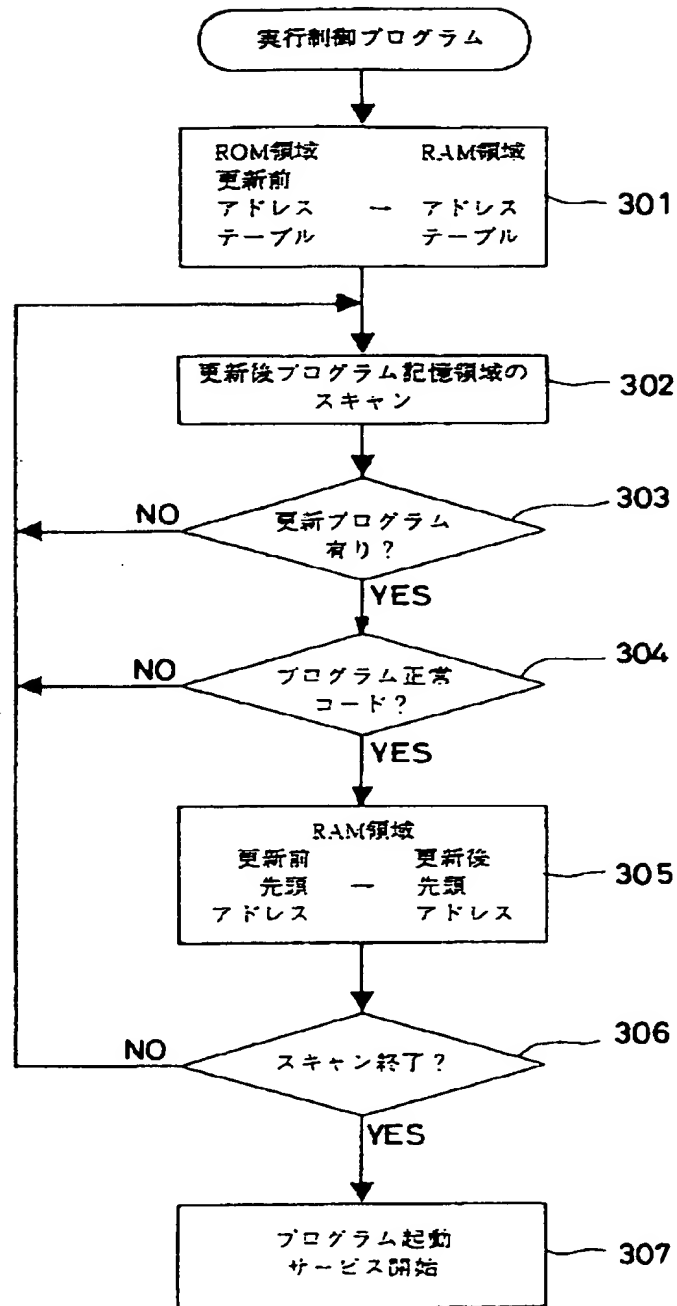 実行制御プログラム
ROM領域 RAM領域
更新前
アドレス → アドレス
テーブル テーブル
301
更新後プログラム記憶領域の
スキャン
302
303
NO
更新プログラム
有り?
YES
304
NO
プログラム正常
コード?
YES
RAM領域
更新前 更新後
先頭 — 先頭
アドレス アドレス
305
306
NO
スキャン終了?
YES
プログラム起動
サービス開始
307